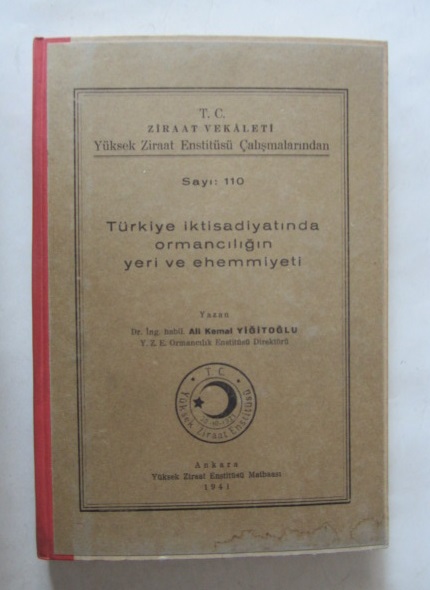 T. C.
ZİRAAT VEKÂLETİ
Yüksek Ziraat Enstitüsü Çalışmalarından
Sayı: 110
Türkiye iktisadiyatında
ormancılığın
yeri ve ehemmiyeti
Yazan
Dr. İng. habil. Ali Kemal YİĞİTOĞLU
Y. Z. E. Ormancılık Enstitüsü Direktörü
T. C.
Yüksek Ziraat Enstitüsü
Ankara
Yüksek Ziraat Enstitüsü Matbaası
1941